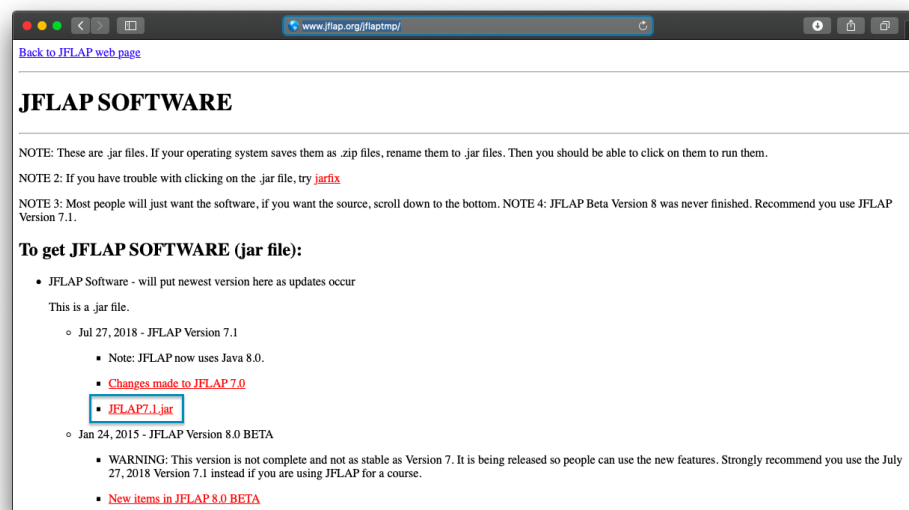 www.jflap.org/jflaptmp/
Back to JFLAP web page
JFLAP SOFTWARE
NOTE: These are .jar files. If your operating system saves them as .zip files, rename them to .jar files. Then you should be able to click on them to run them.
NOTE 2: If you have trouble with clicking on the .jar file, try jarfix
NOTE 3: Most people will just want the software, if you want the source, scroll down to the bottom. NOTE 4: JFLAP Beta Version 8 was never finished. Recommend you use JFLAP
Version 7.1.
To get JFLAP SOFTWARE (jar file):
• JFLAP Software - will put newest version here as updates occur
This is a .jar file.
◦ Jul 27, 2018 - JFLAP Version 7.1
▪ Note: JFLAP now uses Java 8.0.
▪ Changes made to JFLAP 7.0
▪ JFLAP7.1.jar
◦ Jan 24, 2015 - JFLAP Version 8.0 BETA
▪ WARNING: This version is not complete and not as stable as Version 7. It is being released so people can use the new features. Strongly recommend you use the July
27, 2018 Version 7.1 instead if you are using JFLAP for a course.
▪ New items in JFLAP 8.0 BETA